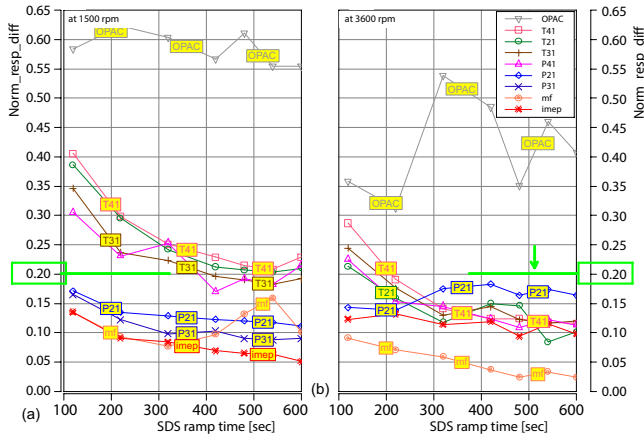 at 1500 rpm
at 3600 rpm
Norm_resp_diff
0.65
0.60
0.55
0.50
0.45
0.40
0.35
0.30
0.25
0.20
0.15
0.10
0.05
0.00
OPAC
OPAC
OPAC
T41
T31
T41
T31
T41
T31
P21
P21
P21
P31
P31
mf
mf
imep
imep
(a)
100 200 300 400 500 600
SDS ramp time [sec]
OPAC
T41
T21
T31
P41
P21
P31
mf
imep
OPAC
OPAC
OPAC
T41
T21
P21
P21
P21
T41
T41
mf
mf
mf
(b)
100 200 300 400 500 600
SDS ramp time [sec]
0.65
0.60
0.55
0.50
0.45
0.40
0.35
0.30
0.25
0.20
0.15
0.10
0.05
0.00
Norm_resp_diff